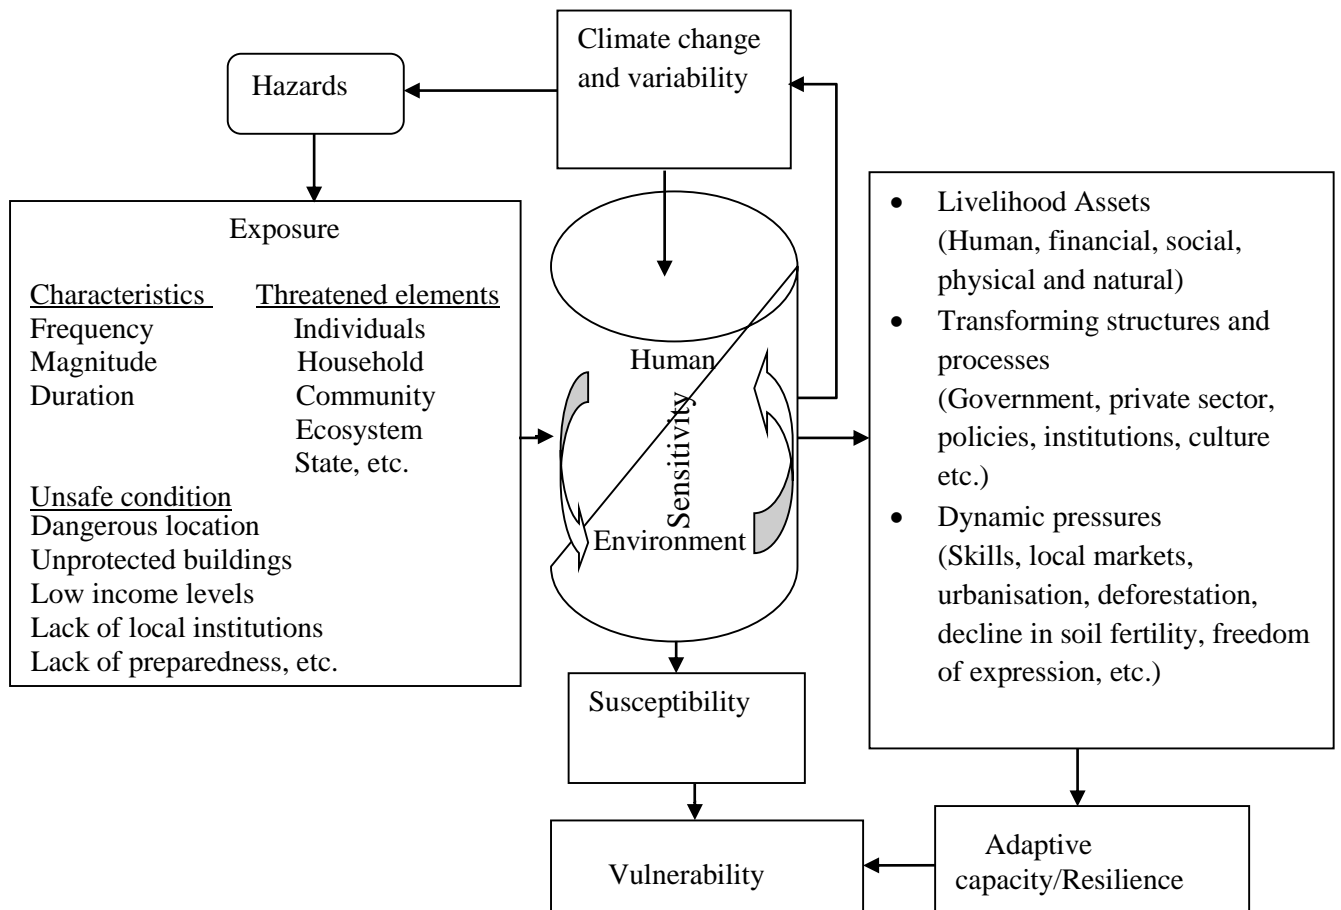 Climate change
and variability
Hazards
Exposure
Characteristics
Frequency
Magnitude
Duration
Threatened elements
Individuals
Household
Community
Ecosystem
State, etc.
Unsafe condition
Dangerous location
Unprotected buildings
Low income levels
Lack of local institutions
Lack of preparedness, etc.
Human
Sensitivity
Environment
• Livelihood Assets
(Human, financial, social,
physical and natural)
• Transforming structures and
processes
(Government, private sector,
policies, institutions, culture
etc.)
• Dynamic pressures
(Skills, local markets,
urbanisation, deforestation,
decline in soil fertility, freedom
of expression, etc.)
Susceptibility
Vulnerability
Adaptive
capacity/Resilience